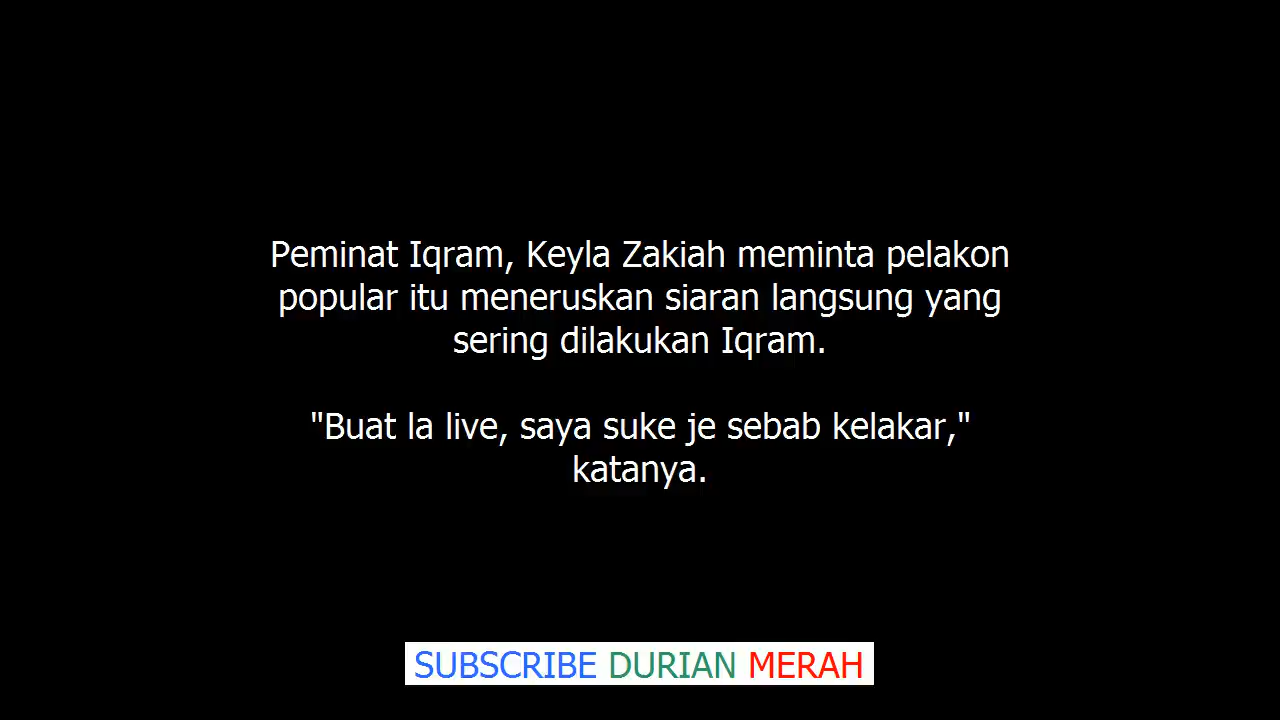 Peminat Iqram, Keyla Zakiah meminta pelakon
popular itu meneruskan siaran langsung yang
sering dilakukan Iqram.
"Buat la live, saya suke je sebab kelakar,"
katanya.
SUBSCRIBE DURIAN MERAH